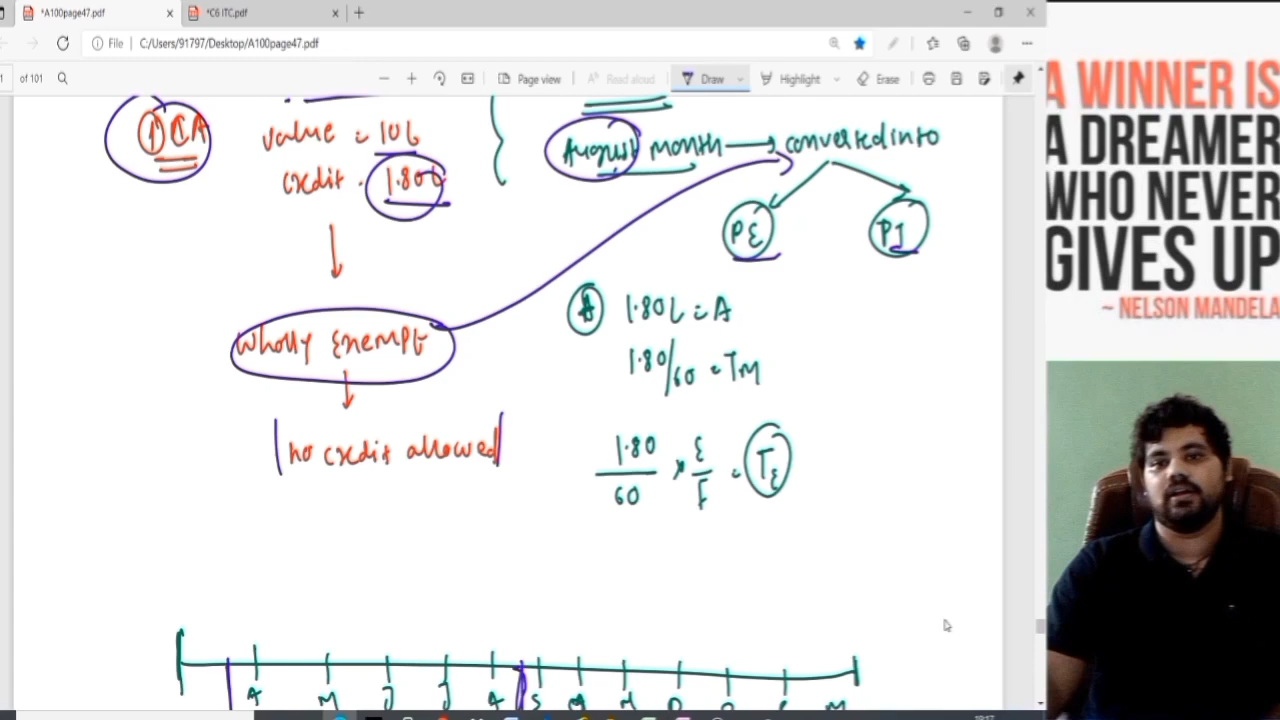 *A100page47.pdf
*C6 ITC.pdf
File | C:/Users/91797/Desktop/A100page47.pdf
1 of 101
Page view
Read aloud
Draw
Highlight
Erase
1 CA
value = 10L
credit = 1.80L
August month → converted into
PE
PI
Wholly Exempt
no credit allowed
A 1.80L = A
1.80/60 = TM
1.80
60
× E
F
= TE
A M J J A S
A WINNER IS
A DREAMER
WHO NEVER
GIVES UP
~ NELSON MANDELA